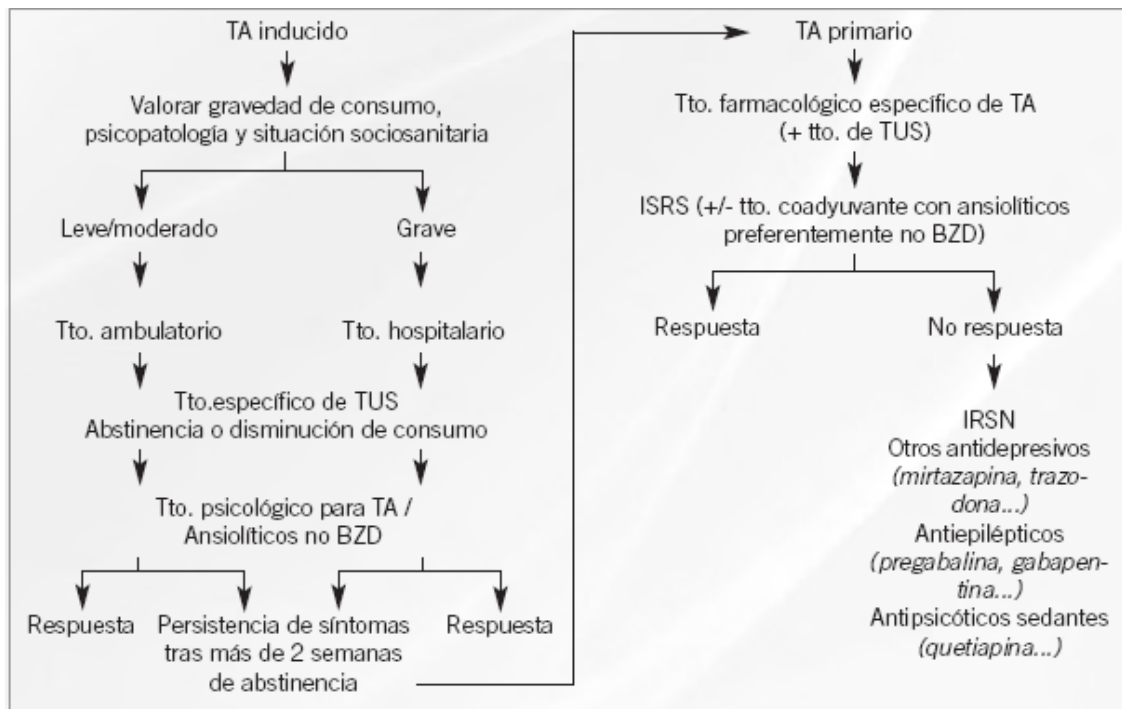 TA inducido
Valorar gravedad de consumo,
psicopatología y situación sociosanitaria
Leve/moderado
Grave
Tto. ambulatorio
Tto. hospitalario
Tto.específico de TUS
Abstinencia o disminución de consumo
Tto. psicológico para TA /
Ansiolíticos no BZD
Respuesta
Persistencia de síntomas
tras más de 2 semanas
de abstinencia
Respuesta
TA primario
Tto. farmacológico específico de TA
(+ tto. de TUS)
ISRS (+/- tto. coadyuvante con ansiolíticos
preferentemente no BZD)
Respuesta
No respuesta
IRSN
Otros antidepresivos
(mirtazapina, trazo-
dona...)
Antiepilépticos
(pregabalina, gabapen-
tina...)
Antipsicóticos sedantes
(quetiapina...)